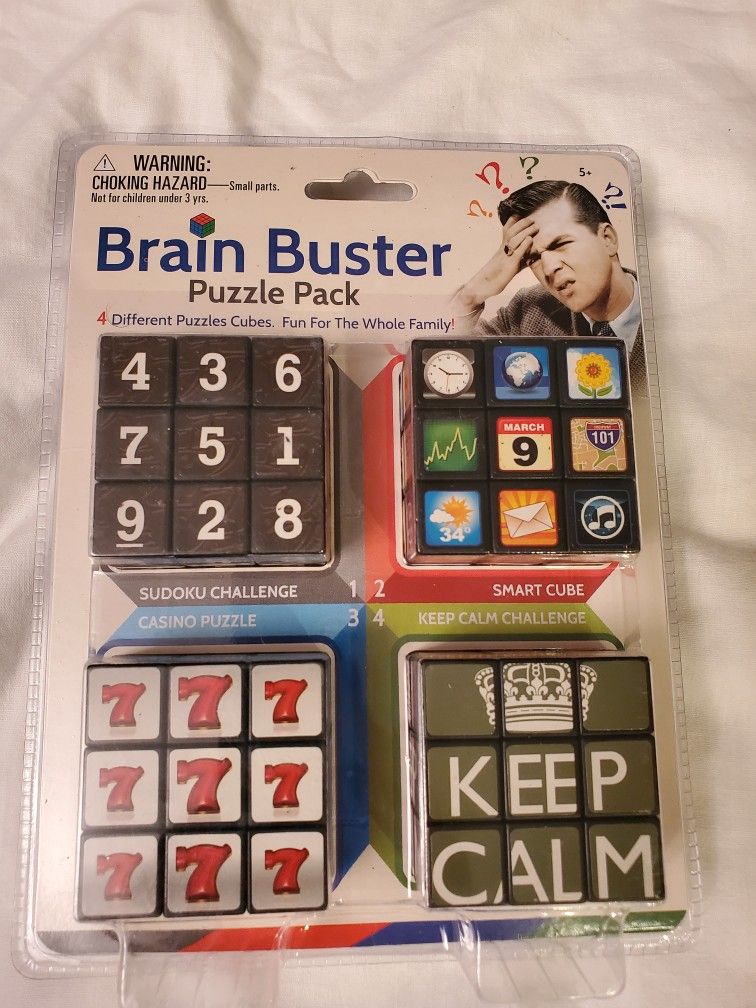 WARNING:
CHOKING HAZARD—Small parts.
Not for children under 3 yrs.
5+
? ? ? ?!
Brain Buster
Puzzle Pack
4 Different Puzzles Cubes. Fun For The Whole Family!
4 3 6
7 5 1
9 2 8
MARCH
9
101
34°
SUDOKU CHALLENGE 1
2 SMART CUBE
CASINO PUZZLE 3
4 KEEP CALM CHALLENGE
7 7 7
7 7 7
7 7 7
KEEP
CALM